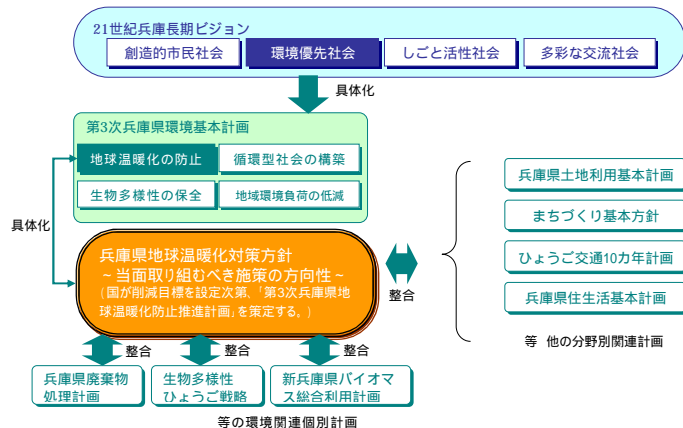 21世紀兵庫長期ビジョン
創造的市民社会
環境優先社会
しごと活性社会
多彩な交流社会
具体化
第3次兵庫県環境基本計画
地球温暖化の防止
循環型社会の構築
生物多様性の保全
地域環境負荷の低減
具体化
兵庫県地球温暖化対策方針
~当面取り組むべき施策の方向性~
(国が削減目標を設定次第、「第3次兵庫県地
球温暖化防止推進計画」を策定する。)
整合
兵庫県土地利用基本計画
まちづくり基本方針
ひょうご交通10カ年計画
兵庫県住生活基本計画
等 他の分野別関連計画
整合
整合
整合
兵庫県廃棄物
処理計画
生物多様性
ひょうご戦略
新兵庫県バイオマ
ス総合利用計画
等の環境関連個別計画